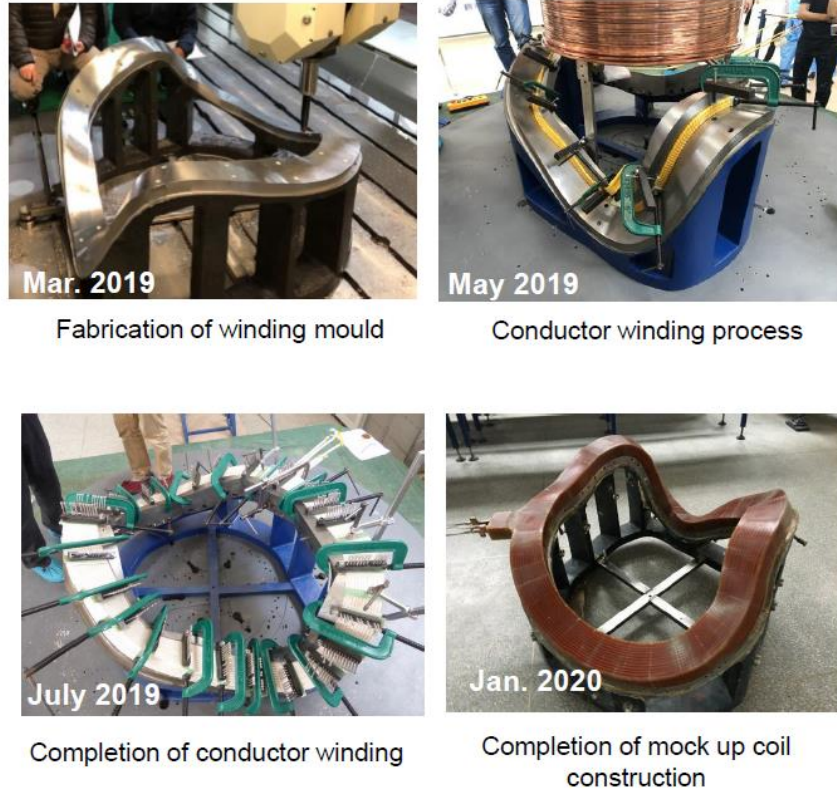 Mar. 2019
May 2019
Fabrication of winding mould
Conductor winding process
July 2019
Jan. 2020
Completion of conductor winding
Completion of mock up coil
construction